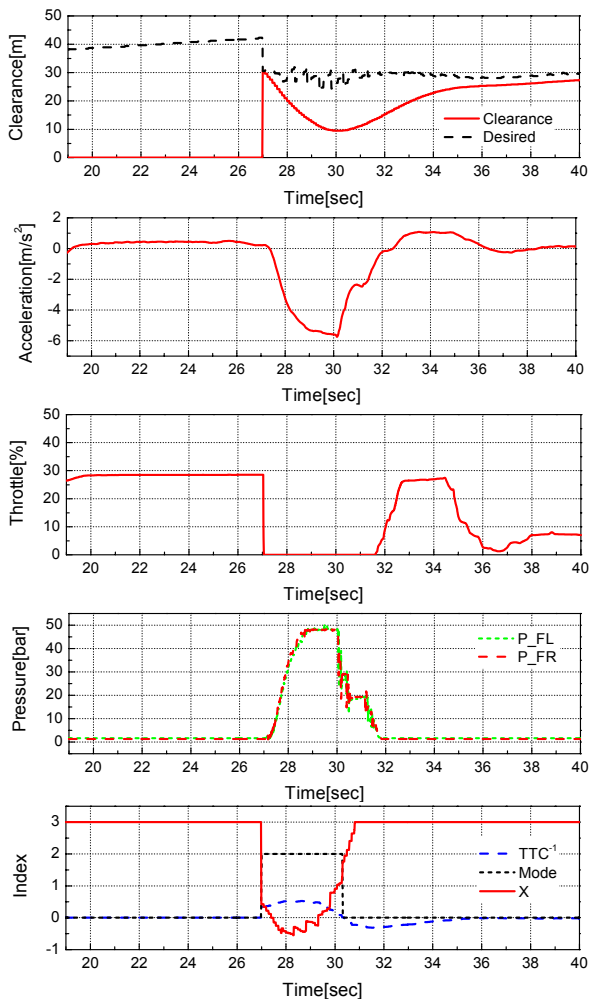 50
40
30
20
10
0
Clearance[m]
Clearance
Desired
20 22 24 26 28 30 32 34 36 38 40
Time[sec]
2
0
-2
-4
-6
Acceleration[m/s²]
20 22 24 26 28 30 32 34 36 38 40
Time[sec]
50
40
30
20
10
0
Throttle[%]
20 22 24 26 28 30 32 34 36 38 40
Time[sec]
50
40
30
20
10
0
Pressure[bar]
P_FL
P_FR
20 22 24 26 28 30 32 34 36 38 40
Time[sec]
3
2
1
0
-1
Index
TTC⁻¹
Mode
X
20 22 24 26 28 30 32 34 36 38 40
Time[sec]